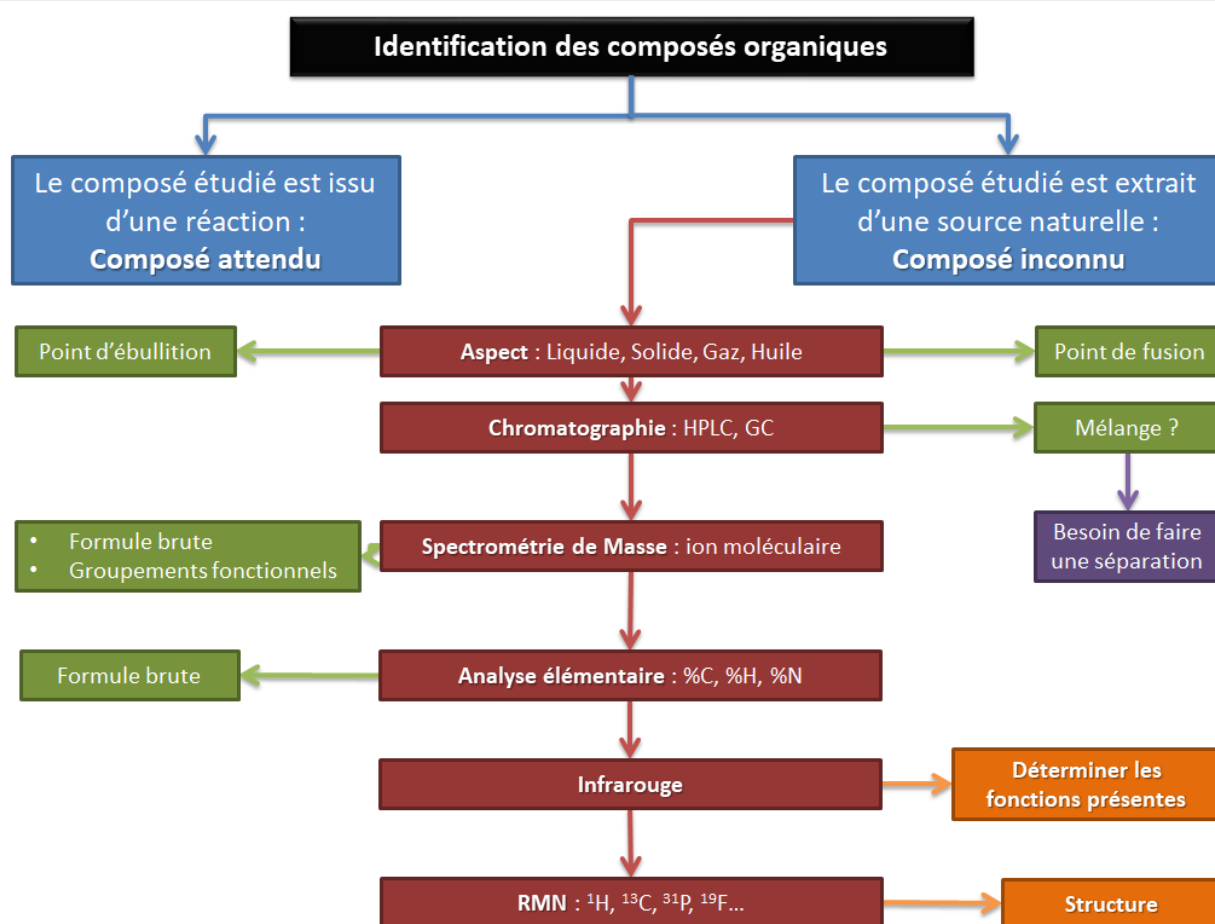 Identification des composés organiques
Le composé étudié est issu
d’une réaction :
Composé attendu
Le composé étudié est extrait
d’une source naturelle :
Composé inconnu
Point d’ébullition
Aspect : Liquide, Solide, Gaz, Huile
Point de fusion
Chromatographie : HPLC, GC
Mélange ?
• Formule brute
• Groupements fonctionnels
Spectrométrie de Masse : ion moléculaire
Besoin de faire
une séparation
Formule brute
Analyse élémentaire : %C, %H, %N
Infrarouge
Déterminer les
fonctions présentes
RMN : ¹H, ¹³C, ³¹P, ¹⁹F...
Structure